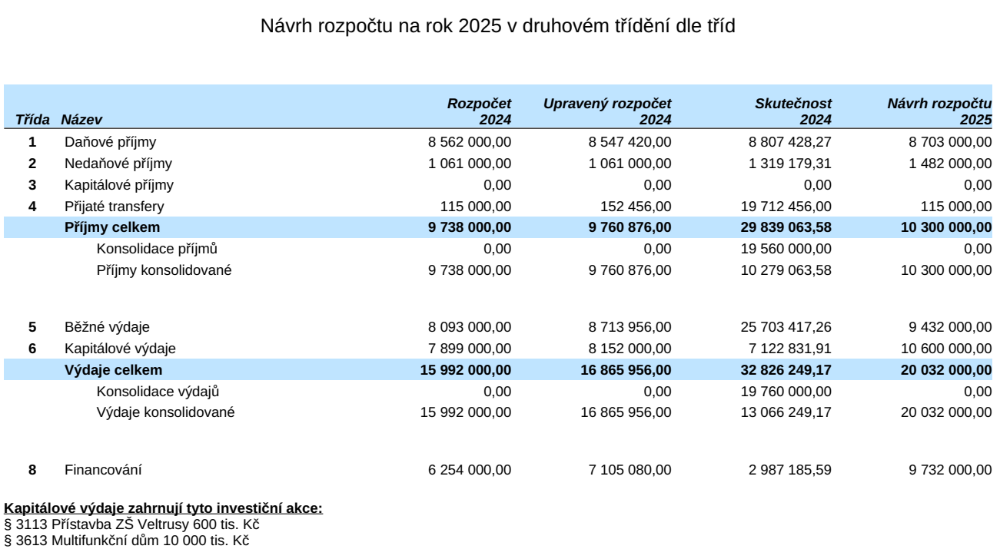 Návrh rozpočtu na rok 2025 v druhovém třídění dle tříd
Rozpočet Upravený rozpočet Skutečnost Návrh rozpočtu
Třída Název 2024 2024 2024 2025
1 Daňové příjmy 8 562 000,00 8 547 420,00 8 807 428,27 8 703 000,00
2 Nedaňové příjmy 1 061 000,00 1 061 000,00 1 319 179,31 1 482 000,00
3 Kapitálové příjmy 0,00 0,00 0,00 0,00
4 Přijaté transfery 115 000,00 152 456,00 19 712 456,00 115 000,00
Příjmy celkem 9 738 000,00 9 760 876,00 29 839 063,58 10 300 000,00
Konsolidace příjmů 0,00 0,00 19 560 000,00 0,00
Příjmy konsolidované 9 738 000,00 9 760 876,00 10 279 063,58 10 300 000,00
5 Běžné výdaje 8 093 000,00 8 713 956,00 25 703 417,26 9 432 000,00
6 Kapitálové výdaje 7 899 000,00 8 152 000,00 7 122 831,91 10 600 000,00
Výdaje celkem 15 992 000,00 16 865 956,00 32 826 249,17 20 032 000,00
Konsolidace výdajů 0,00 0,00 19 760 000,00 0,00
Výdaje konsolidované 15 992 000,00 16 865 956,00 13 066 249,17 20 032 000,00
8 Financování 6 254 000,00 7 105 080,00 2 987 185,59 9 732 000,00
Kapitálové výdaje zahrnují tyto investiční akce:
§ 3113 Přístavba ZŠ Veltrusy 600 tis. Kč
§ 3613 Multifunkční dům 10 000 tis. Kč